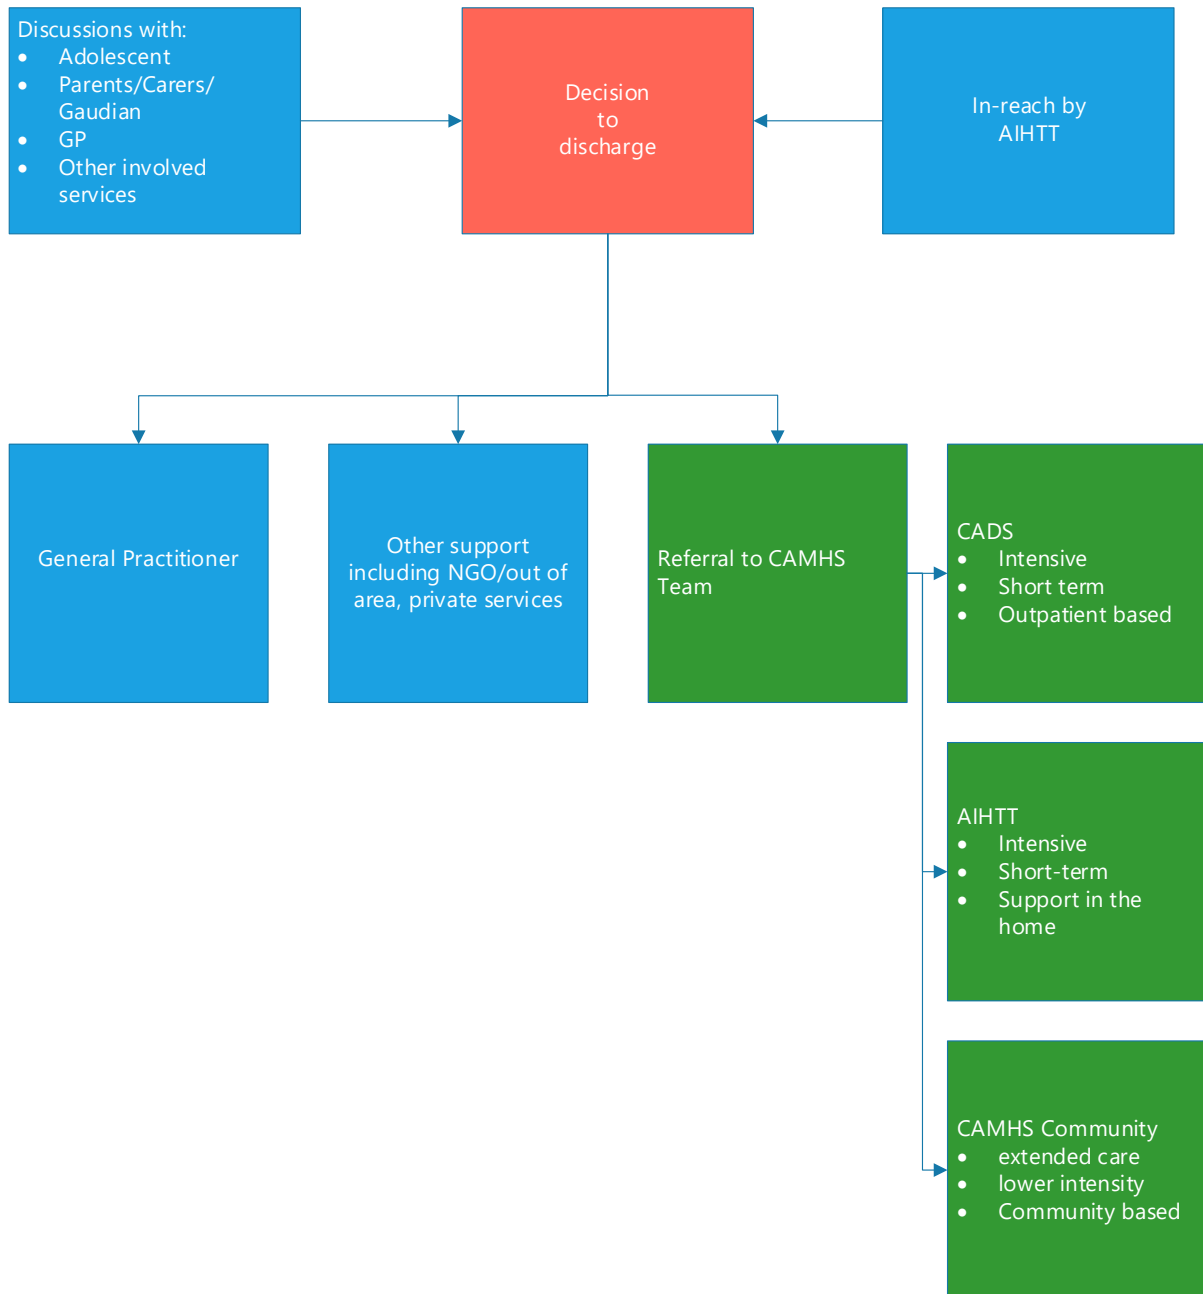 Discussions with:
• Adolescent
• Parents/Carers/
Gaudian
• GP
• Other involved
services
Decision
to
discharge
In-reach by
AIHTT
General Practitioner
Other support
including NGO/out of
area, private services
Referral to CAMHS
Team
CADS
• Intensive
• Short term
• Outpatient based
AIHTT
• Intensive
• Short-term
• Support in the
home
CAMHS Community
• extended care
• lower intensity
• Community based